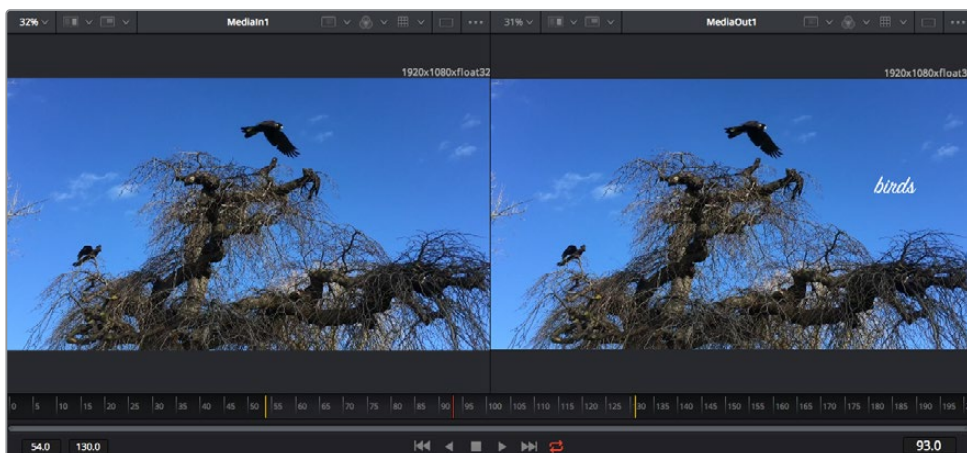 32% MediaIn1 31% MediaOut1
1920x1080xfloat32 1920x1080xfloat32
birds
0 5 10 15 20 25 30 35 40 45 50 55 60 65 70 75 80 85 90 95 100 105 110 115 120 125 130 135 140 145 150 155 160 165 170 175 180 185 190 195
54.0 130.0 93.0